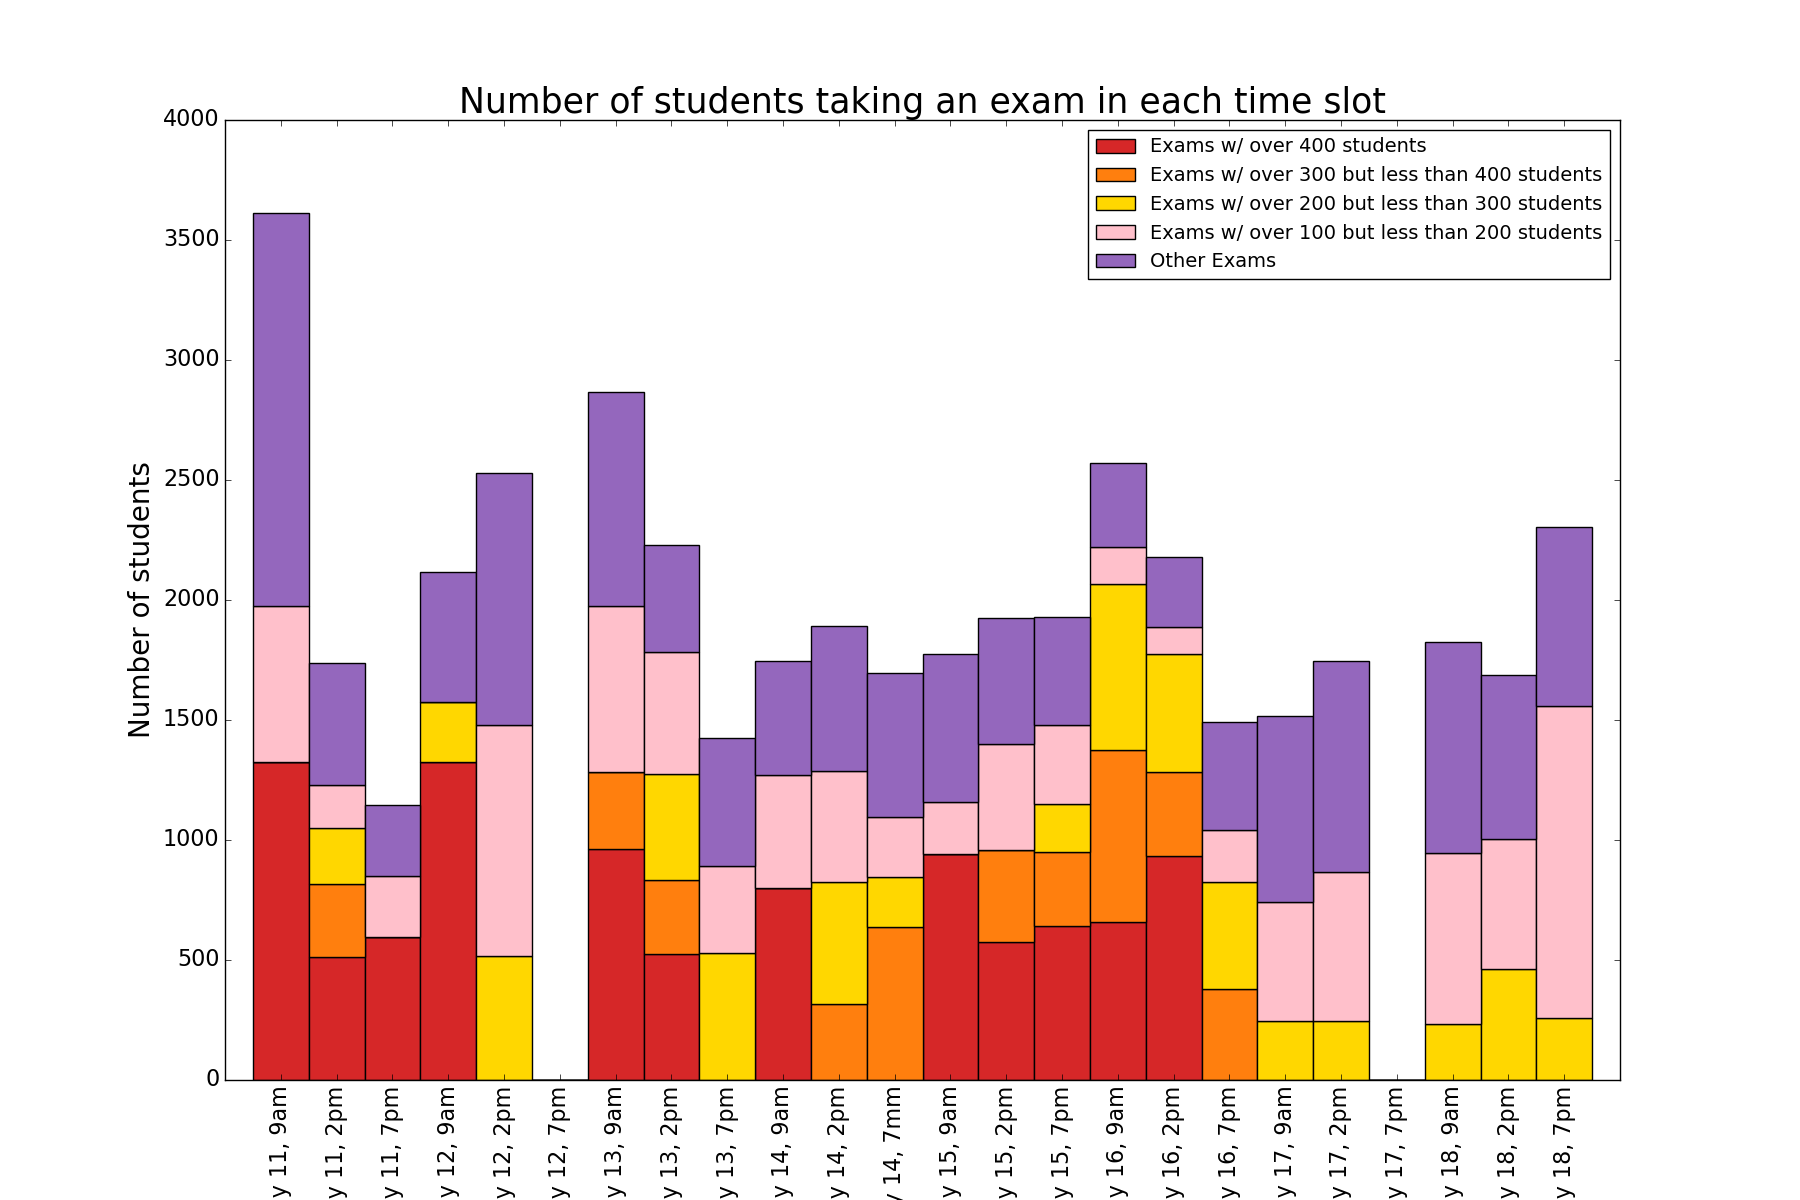 Number of students taking an exam in each time slot
4000
3500
3000
2500
2000
1500
1000
500
0
Number of students
Exams w/ over 400 students
Exams w/ over 300 but less than 400 students
Exams w/ over 200 but less than 300 students
Exams w/ over 100 but less than 200 students
Other Exams
y 11, 9am
y 11, 2pm
y 11, 7pm
y 12, 9am
y 12, 2pm
y 12, 7pm
y 13, 9am
y 13, 2pm
y 13, 7pm
y 14, 9am
y 14, 2pm
y 14, 7mm
y 15, 9am
y 15, 2pm
y 15, 7pm
y 16, 9am
y 16, 2pm
y 16, 7pm
y 17, 9am
y 17, 2pm
y 17, 7pm
y 18, 9am
y 18, 2pm
y 18, 7pm